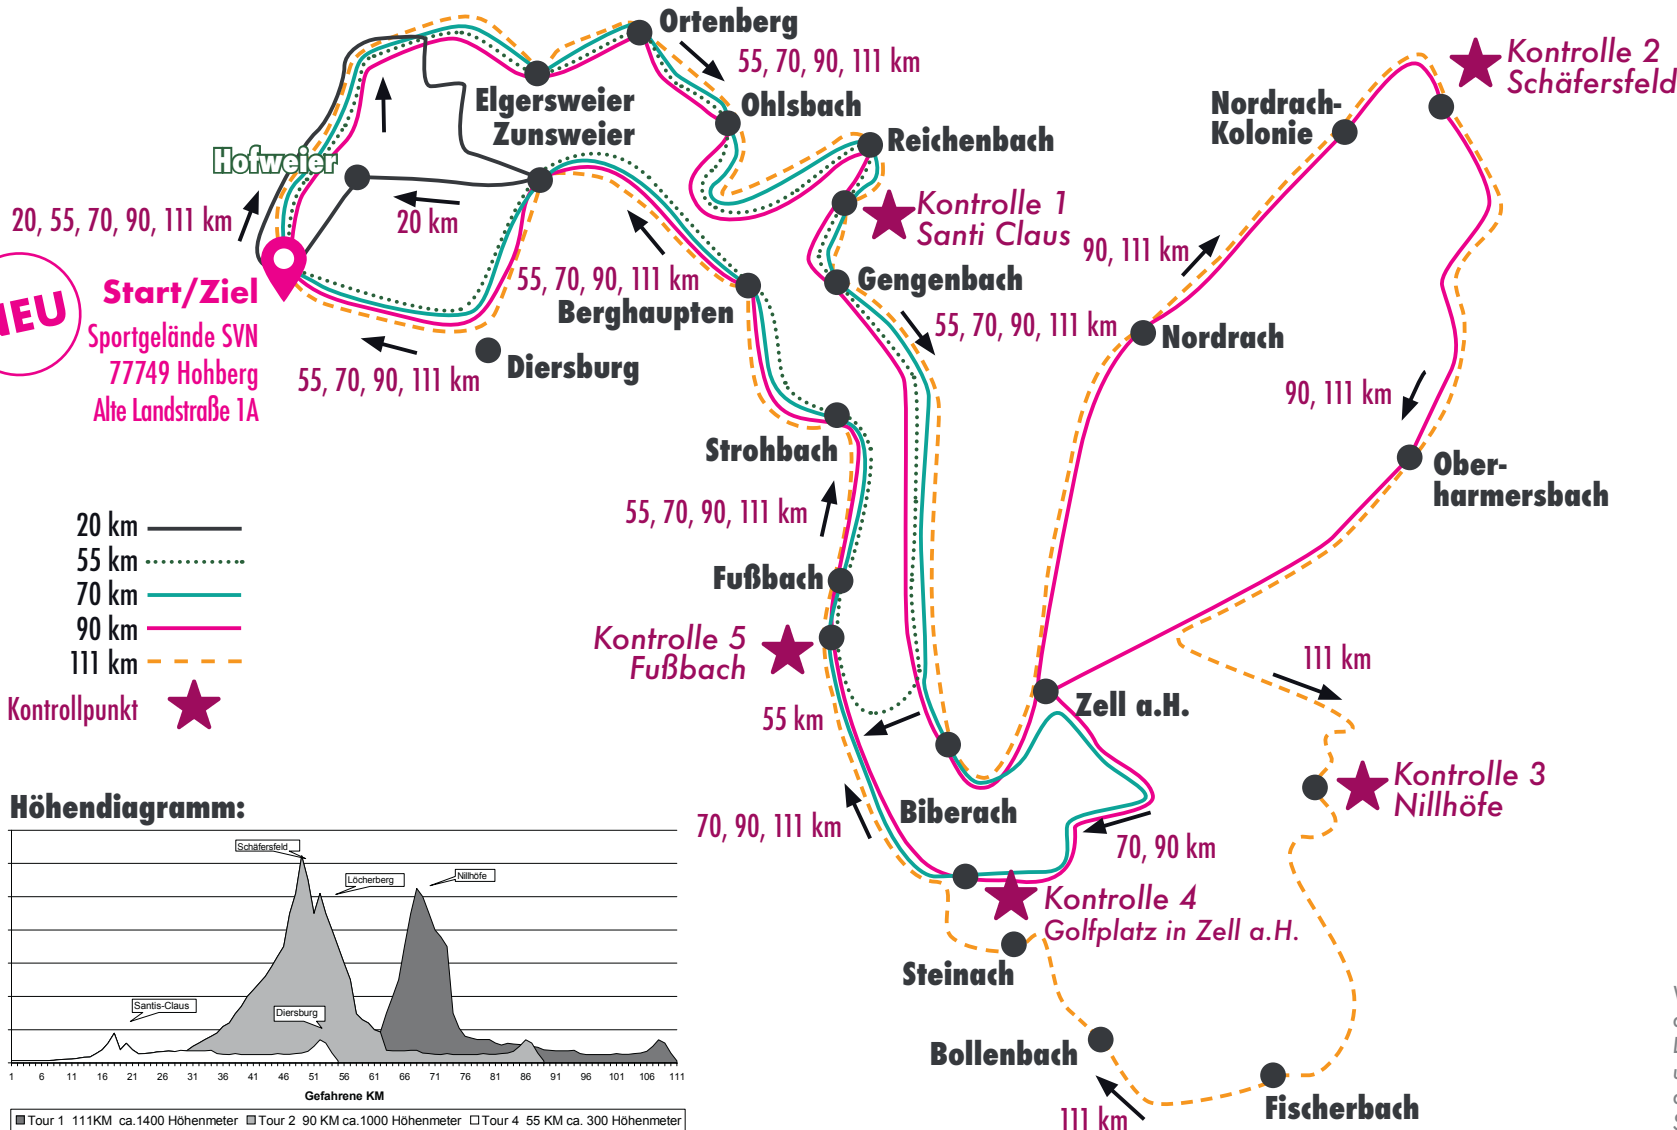 Ortenberg
55, 70, 90, 111 km
Kontrolle 2
Schäfersfeld
Elgersweier
Zunsweier
Ohlsbach
Nordrach-
Kolonie
Reichenbach
Hofweier
20, 55, 70, 90, 111 km
20 km
Kontrolle 1
Santi Claus
90, 111 km
NEU
Start/Ziel
Sportgelände SVN
77749 Hohberg
Alte Landstraße 1A
55, 70, 90, 111 km
Berghaupten
Gengenbach
55, 70, 90, 111 km
Nordrach
Diersburg
55, 70, 90, 111 km
90, 111 km
Strohbach
Ober-
harmersbach
55, 70, 90, 111 km
20 km
55 km
70 km
90 km
111 km
Kontrollpunkt
Fußbach
Kontrolle 5
Fußbach
111 km
Zell a.H.
55 km
Kontrolle 3
Nillhöfe
Biberach
70, 90, 111 km
70, 90 km
Kontrolle 4
Golfplatz in Zell a.H.
Steinach
Bollenbach
Fischerbach
111 km
Höhendiagramm:
Schäfersfeld
Löcherberg
Nillhöfe
Santis-Claus
Diersburg
1 6 11 16 21 26 31 36 41 46 51 56 61 66 71 76 81 86 91 96 101 106 111
Gefahrene KM
Tour 1 111KM ca.1400 Höhenmeter Tour 2 90 KM ca.1000 Höhenmeter Tour 4 55 KM ca. 300 Höhenmeter